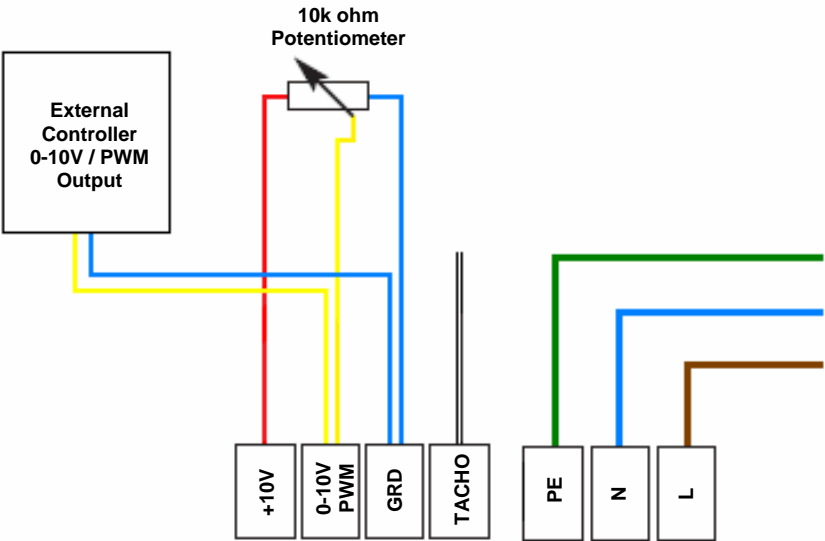 10k ohm
Potentiometer
External
Controller
0-10V / PWM
Output
+10V
0-10V
PWM
GRD
TACHO
PE
N
L